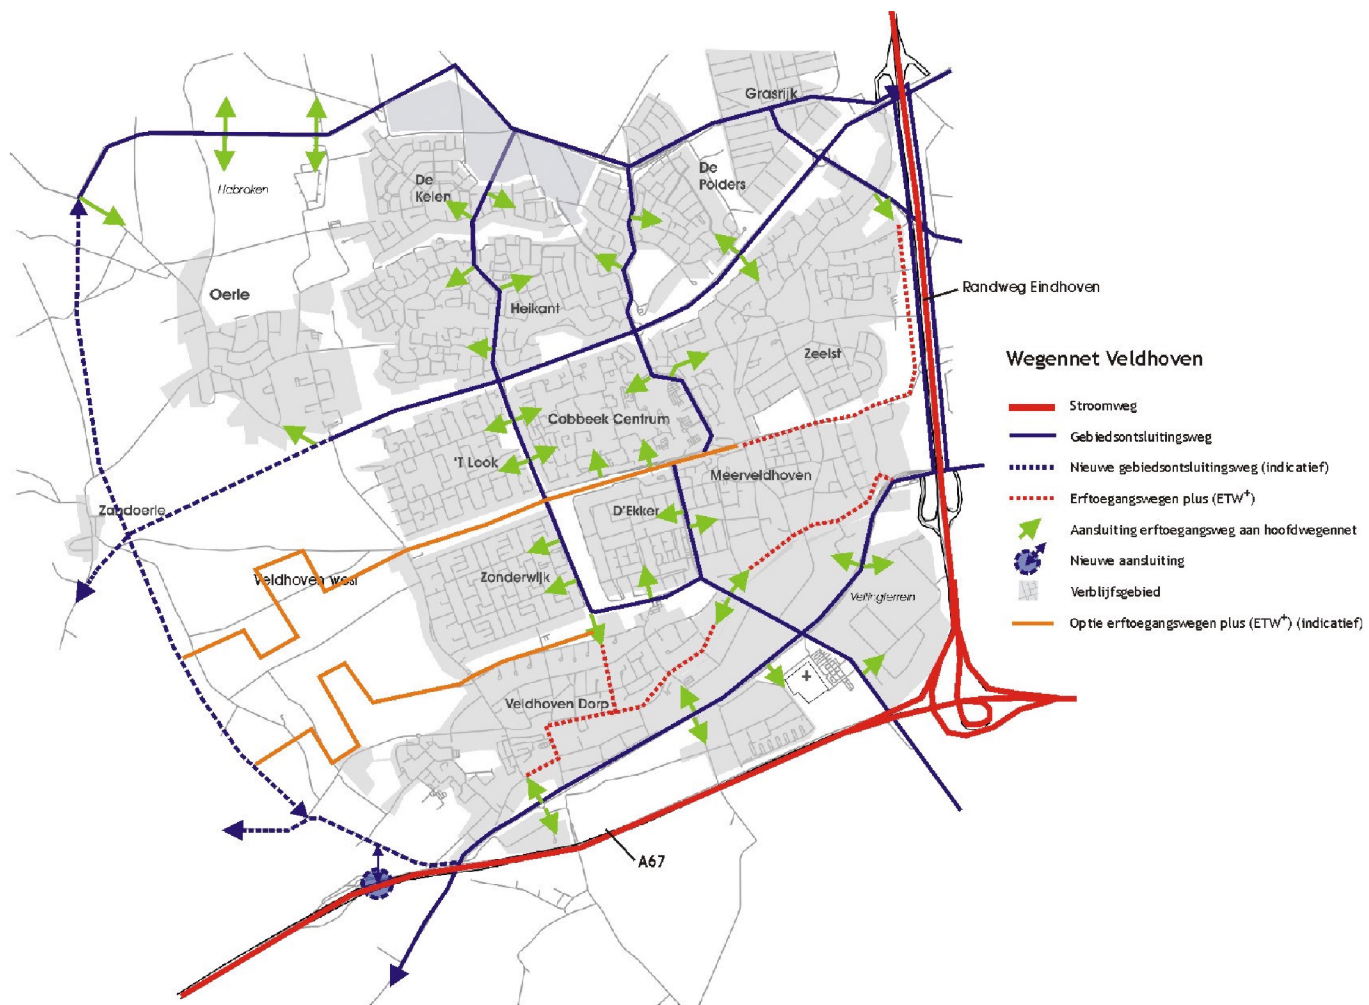 Grasrijk
De Polders
De Kelen
Habraken
Oerle
Heikant
Randweg Eindhoven
Zeelst
Wegennet Veldhoven
Stroomweg
Cobbeek Centrum
Gebiedsontsluitingsweg
'T Look
Nieuwe gebiedsontsluitingsweg (indicatief)
Meerveldhoven
Erftoegangswegen plus (ETW+)
Zandoerle
D'Ekker
Aansluiting erftoegangsweg aan hoofdwegennet
Nieuwe aansluiting
Veldhoven west
Zonderwijk
Verblijfsgebied
Optie erftoegangswegen plus (ETW+) (indicatief)
Veldhoven Dorp
A67